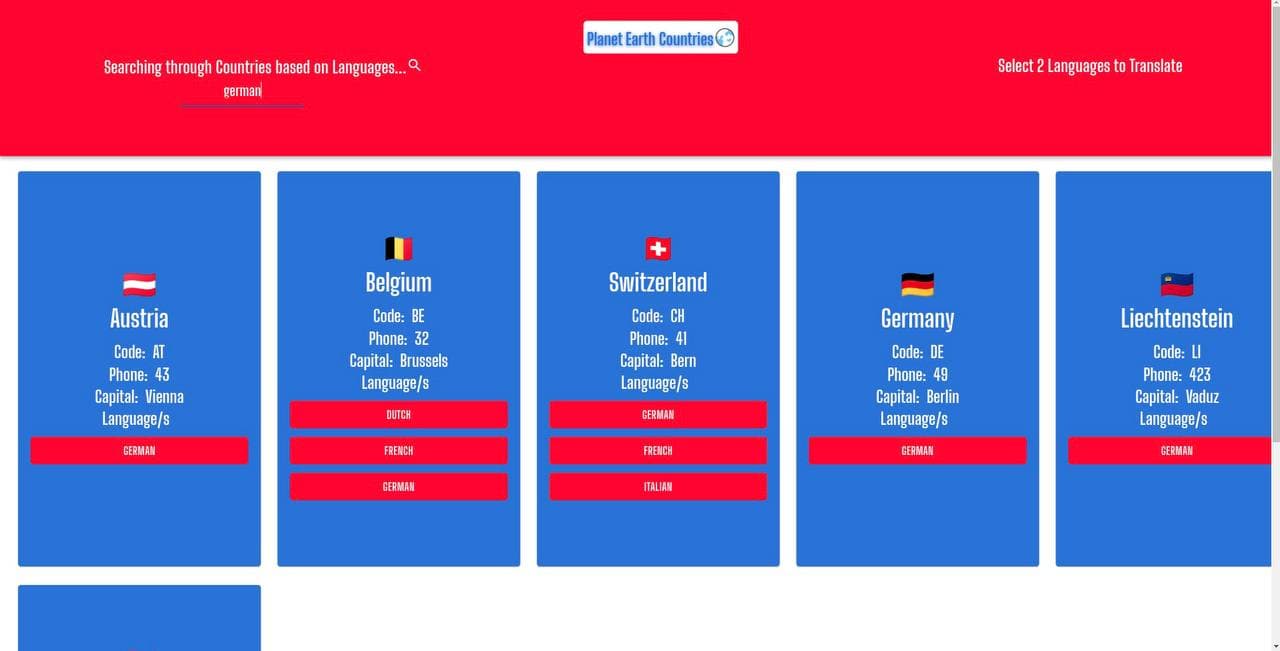 Planet Earth Countries
Searching through Countries based on Languages...
Select 2 Languages to Translate
german
Austria
Code: AT
Phone: 43
Capital: Vienna
Language/s
GERMAN
Belgium
Code: BE
Phone: 32
Capital: Brussels
Language/s
DUTCH
FRENCH
GERMAN
Switzerland
Code: CH
Phone: 41
Capital: Bern
Language/s
GERMAN
FRENCH
ITALIAN
Germany
Code: DE
Phone: 49
Capital: Berlin
Language/s
GERMAN
Liechtenstein
Code: LI
Phone: 423
Capital: Vaduz
Language/s
GERMAN